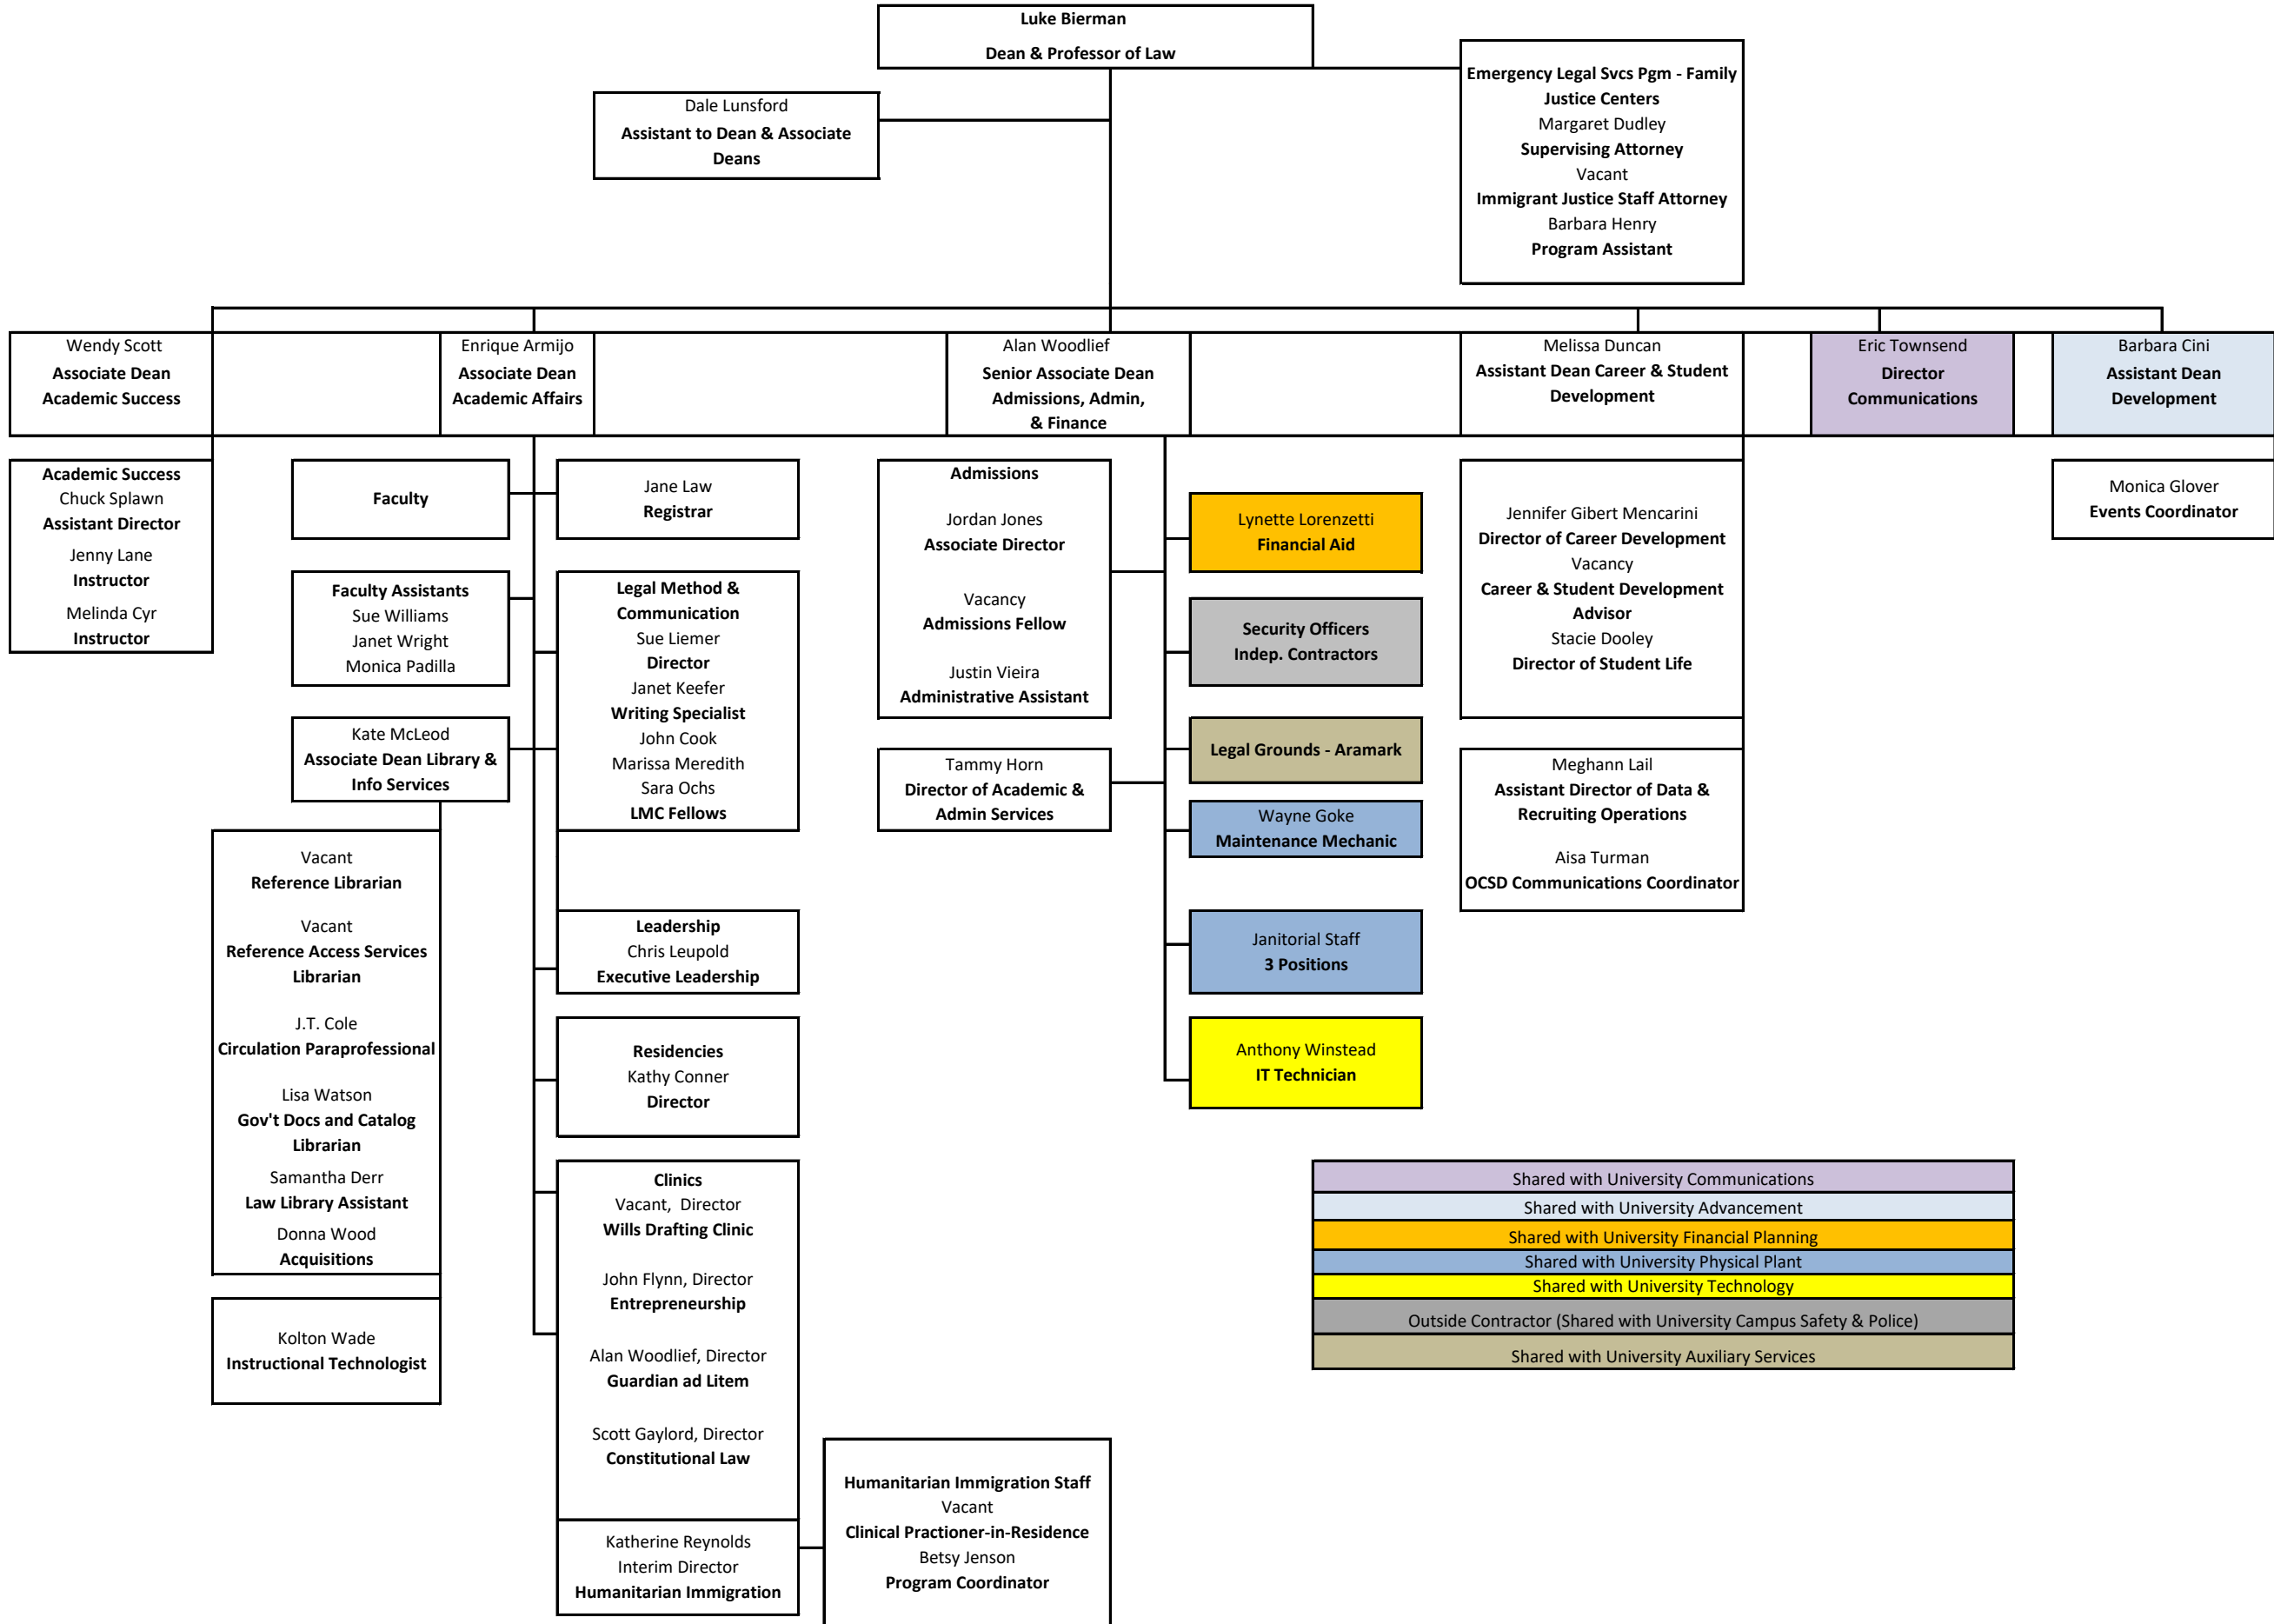 Luke Bierman
Dean & Professor of Law
Emergency Legal Svcs Pgm - Family
Justice Centers
Margaret Dudley
Supervising Attorney
Vacant
Immigrant Justice Staff Attorney
Barbara Henry
Program Assistant
Dale Lunsford
Assistant to Dean & Associate
Deans
Wendy Scott
Associate Dean
Academic Success
Enrique Armijo
Associate Dean
Academic Affairs
Alan Woodlief
Senior Associate Dean
Admissions, Admin,
& Finance
Melissa Duncan
Assistant Dean Career & Student
Development
Eric Townsend
Director
Communications
Barbara Cini
Assistant Dean
Development
Academic Success
Chuck Splawn
Assistant Director
Jenny Lane
Instructor
Melinda Cyr
Instructor
Faculty
Faculty Assistants
Sue Williams
Janet Wright
Monica Padilla
Kate McLeod
Associate Dean Library &
Info Services
Vacant
Reference Librarian
Vacant
Reference Access Services
Librarian
J.T. Cole
Circulation Paraprofessional
Lisa Watson
Gov't Docs and Catalog
Librarian
Samantha Derr
Law Library Assistant
Donna Wood
Acquisitions
Kolton Wade
Instructional Technologist
Jane Law
Registrar
Legal Method &
Communication
Sue Liemer
Director
Janet Keefer
Writing Specialist
John Cook
Marissa Meredith
Sara Ochs
LMC Fellows
Leadership
Chris Leupold
Executive Leadership
Residencies
Kathy Conner
Director
Clinics
Vacant,  Director
Wills Drafting Clinic
John Flynn, Director
Entrepreneurship
Alan Woodlief, Director
Guardian ad Litem
Scott Gaylord, Director
Constitutional Law
Katherine Reynolds
Interim Director
Humanitarian Immigration
Humanitarian Immigration Staff
Vacant
Clinical Practioner-in-Residence
Betsy Jenson
Program Coordinator
Admissions
Jordan Jones
Associate Director
Vacancy
Admissions Fellow
Justin Vieira
Administrative Assistant
Tammy Horn
Director of Academic &
Admin Services
Lynette Lorenzetti
Financial Aid
Security Officers
Indep. Contractors
Legal Grounds - Aramark
Wayne Goke
Maintenance Mechanic
Janitorial Staff
3 Positions
Anthony Winstead
IT Technician
Jennifer Gibert Mencarini
Director of Career Development
Vacancy
Career & Student Development
Advisor
Stacie Dooley
Director of Student Life
Meghann Lail
Assistant Director of Data &
Recruiting Operations
Aisa Turman
OCSD Communications Coordinator
Monica Glover
Events Coordinator
Shared with University Communications
Shared with University Advancement
Shared with University Financial Planning
Shared with University Physical Plant
Shared with University Technology
Outside Contractor (Shared with University Campus Safety & Police)
Shared with University Auxiliary Services